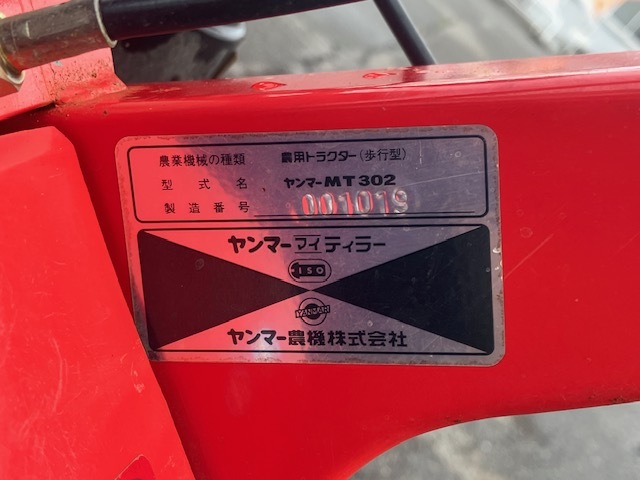 農業機械の種類 農用トラクター(歩行型)
型式名 ヤンマーMT302
製造番号 001019
ヤンマーマイティラー
ISO
YANMAR
ヤンマー農機株式会社